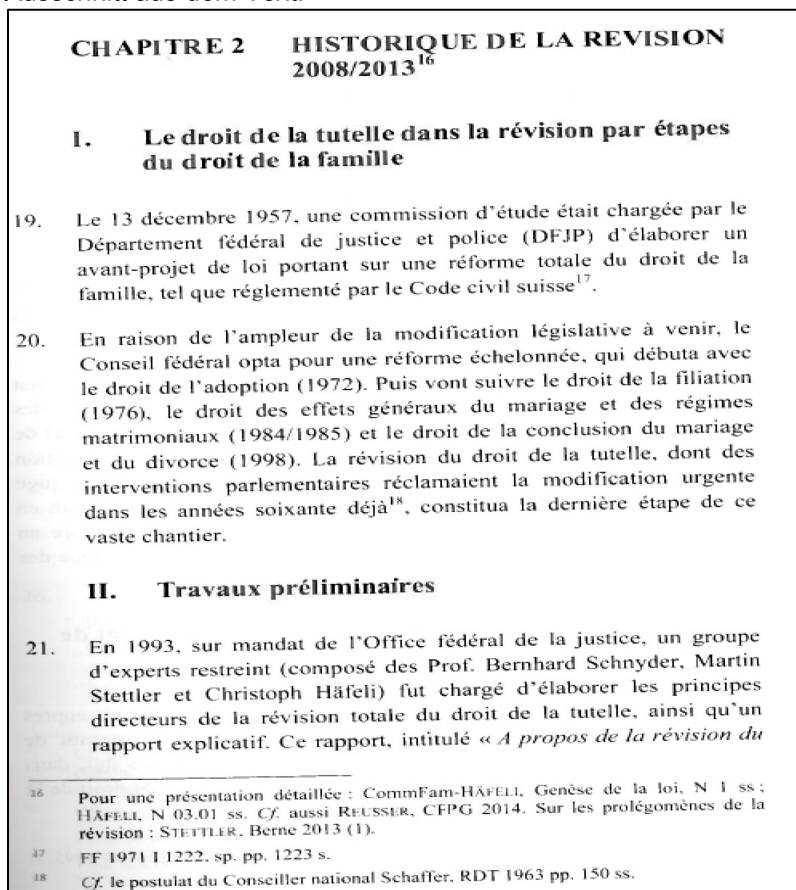 CHAPITRE 2 HISTORIQUE DE LA REVISION
2008/2013¹⁶
I. Le droit de la tutelle dans la révision par étapes
du droit de la famille
19. Le 13 décembre 1957, une commission d'étude était chargée par le
Département fédéral de justice et police (DFJP) d'élaborer un
avant-projet de loi portant sur une réforme totale du droit de la
famille, tel que réglementé par le Code civil suisse¹⁷.
20. En raison de l'ampleur de la modification législative à venir, le
Conseil fédéral opta pour une réforme échelonnée, qui débuta avec
le droit de l'adoption (1972). Puis vont suivre le droit de la filiation
(1976), le droit des effets généraux du mariage et des régimes
matrimoniaux (1984/1985) et le droit de la conclusion du mariage
et du divorce (1998). La révision du droit de la tutelle, dont des
interventions parlementaires réclamaient la modification urgente
dans les années soixante déjà¹⁸, constitua la dernière étape de ce
vaste chantier.
II. Travaux préliminaires
21. En 1993, sur mandat de l'Office fédéral de la justice, un groupe
d'experts restreint (composé des Prof. Bernhard Schnyder, Martin
Stettler et Christoph Häfeli) fut chargé d'élaborer les principes
directeurs de la révision totale du droit de la tutelle, ainsi qu'un
rapport explicatif. Ce rapport, intitulé « A propos de la révision du
16 Pour une présentation détaillée : CommFam-HÄFELI, Genèse de la loi, N 1 ss ;
HÄFELI, N 03.01 ss. Cf. aussi REUSSER, CFPG 2014. Sur les prolégomènes de la
révision : STETTLER, Berne 2013 (1).
17 FF 1971 I 1222, sp. pp. 1223 s.
18 Cf. le postulat du Conseiller national Schaffer, RDT 1963 pp. 150 ss.